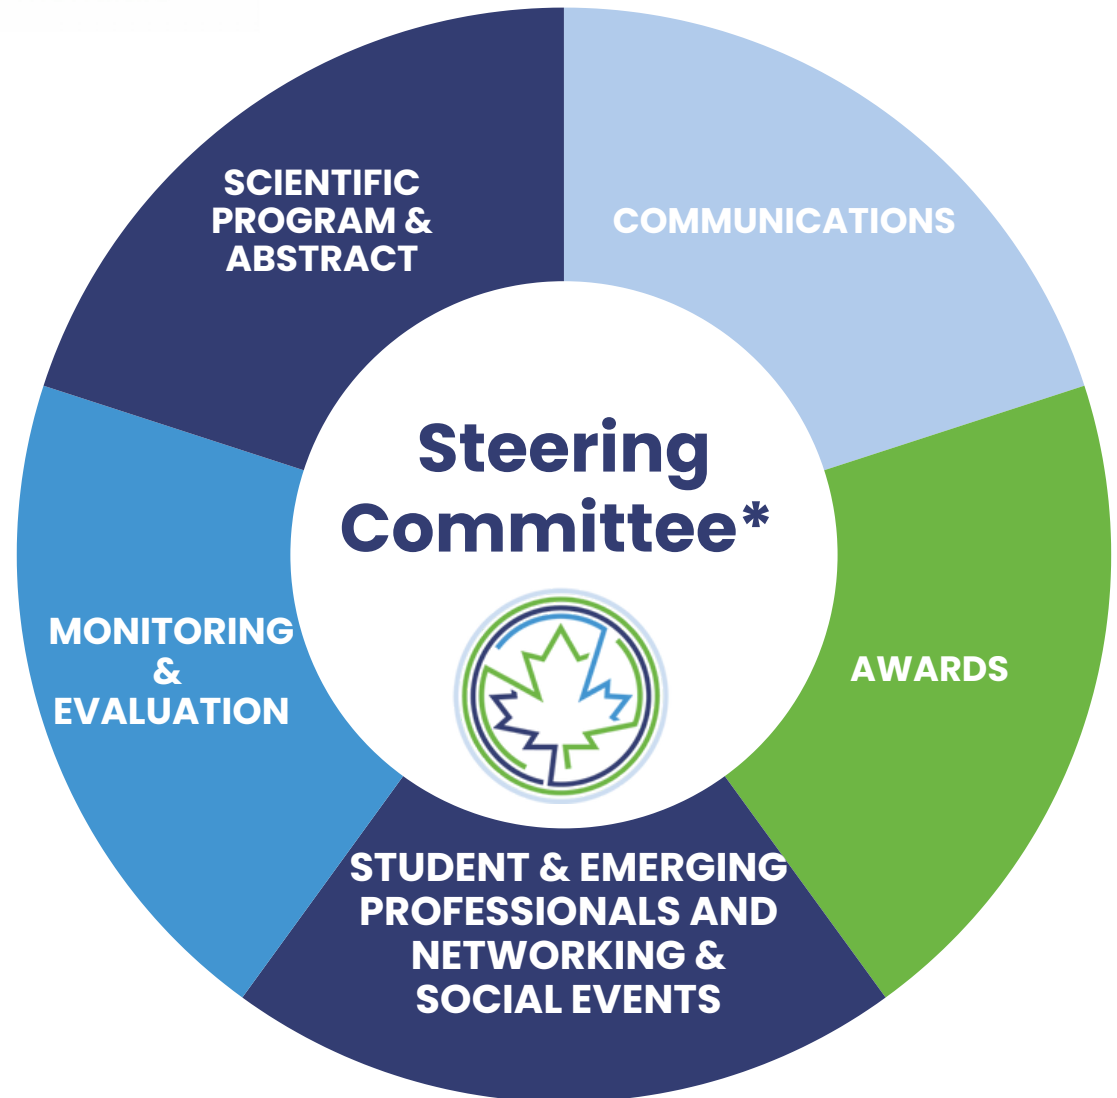 SCIENTIFIC
PROGRAM &
ABSTRACT
COMMUNICATIONS
Steering
Committee*
MONITORING
&
EVALUATION
AWARDS
STUDENT & EMERGING
PROFESSIONALS AND
NETWORKING &
SOCIAL EVENTS